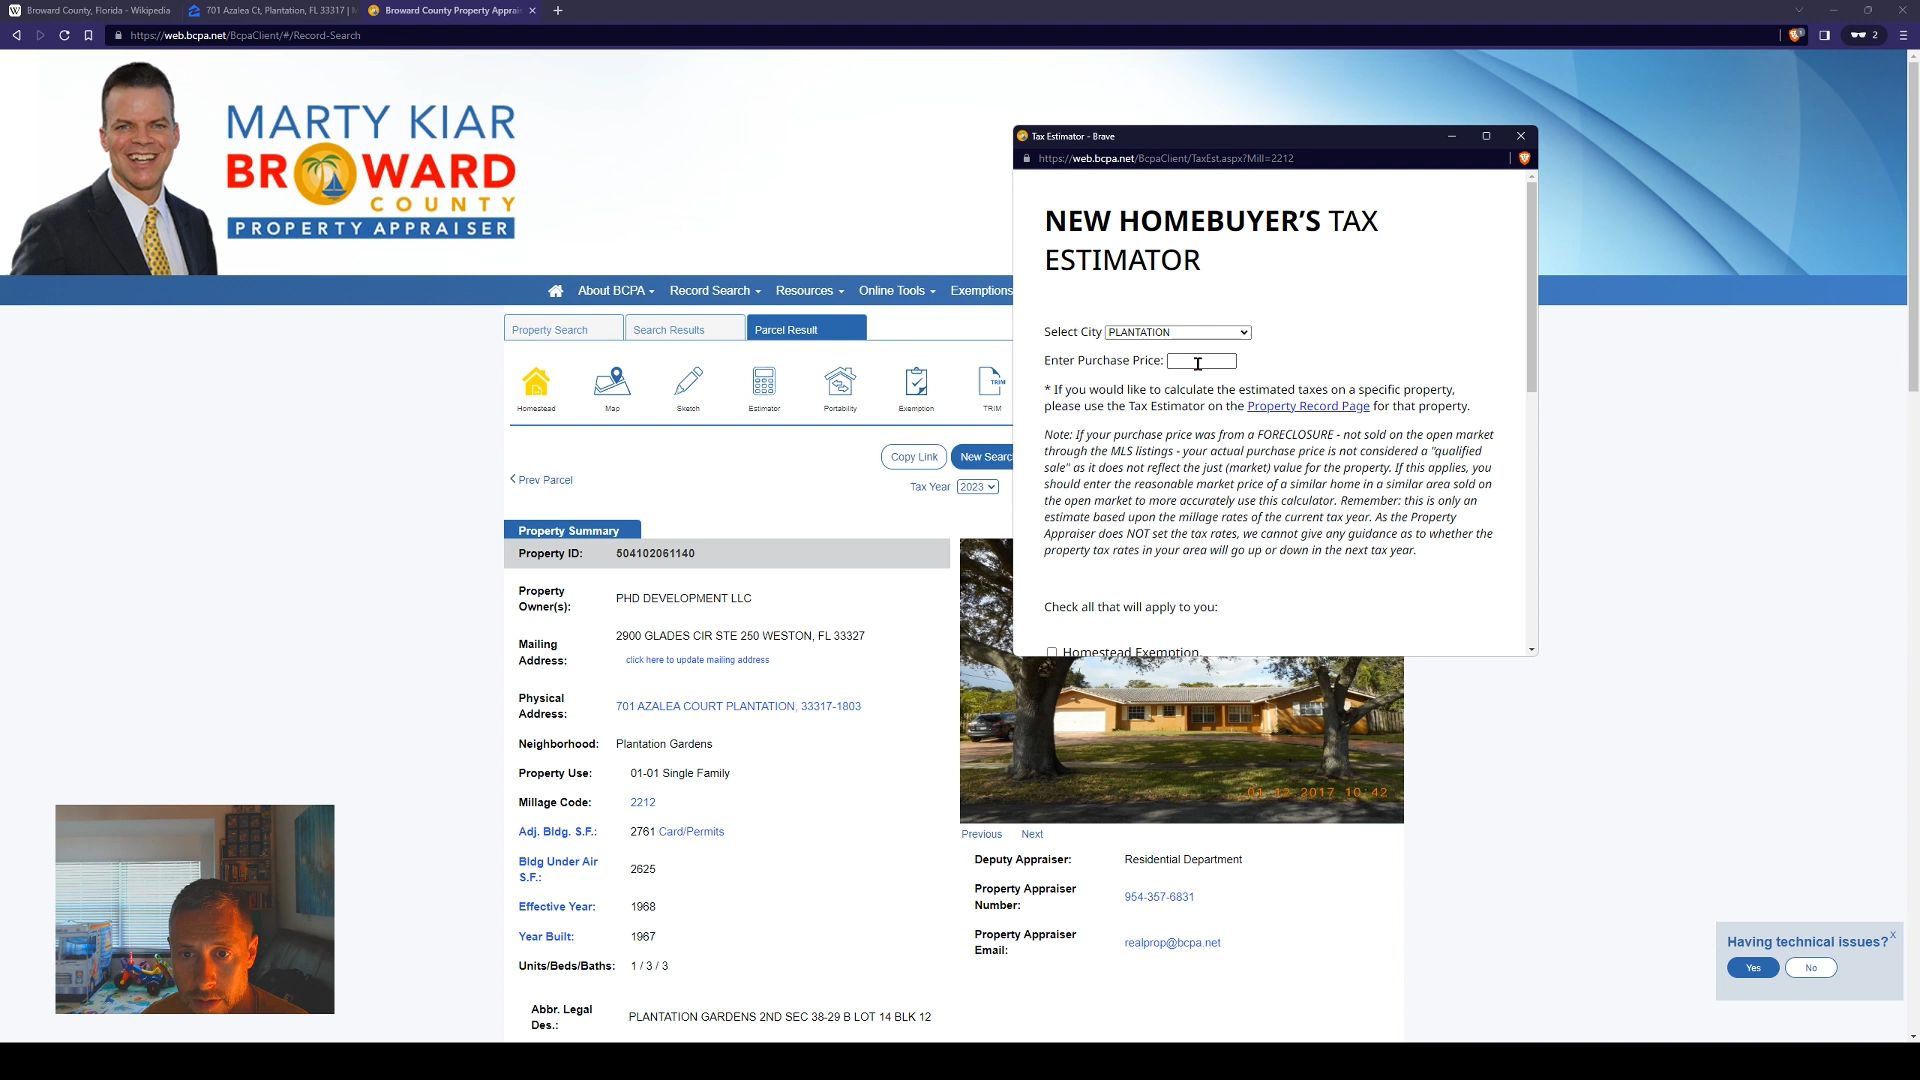 Broward County, Florida - Wikipedia
701 Azalea Ct, Plantation, FL 33317 |
Broward County Property Apprais
https://web.bcpa.net/BcpaClient/#/Record-Search
2
MARTY KIAR
BROWARD
COUNTY
PROPERTY APPRAISER
About BCPA
Record Search
Resources
Online Tools
Exemptions
Property Search
Search Results
Parcel Result
Homestead
Map
Sketch
Estimator
Portability
Exemption
TRIM
TRIM
Copy Link
New Searc
Prev Parcel
Tax Year 2023
Property Summary
Property ID: 504102061140
Property Owner(s): PHD DEVELOPMENT LLC
Mailing Address: 2900 GLADES CIR STE 250 WESTON, FL 33327
click here to update mailing address
Physical Address: 701 AZALEA COURT PLANTATION, 33317-1803
Neighborhood: Plantation Gardens
Property Use: 01-01 Single Family
Millage Code: 2212
Adj. Bldg. S.F.: 2761 Card/Permits
Bldg Under Air S.F.: 2625
Effective Year: 1968
Year Built: 1967
Units/Beds/Baths: 1 / 3 / 3
Abbr. Legal Des.: PLANTATION GARDENS 2ND SEC 38-29 B LOT 14 BLK 12
Tax Estimator - Brave
https://web.bcpa.net/BcpaClient/TaxEst.aspx?Mill=2212
NEW HOMEBUYER'S TAX
ESTIMATOR
Select City PLANTATION
Enter Purchase Price:
* If you would like to calculate the estimated taxes on a specific property,
please use the Tax Estimator on the Property Record Page for that property.
Note: If your purchase price was from a FORECLOSURE - not sold on the open market
through the MLS listings - your actual purchase price is not considered a "qualified
sale" as it does not reflect the just (market) value for the property. If this applies, you
should enter the reasonable market price of a similar home in a similar area sold on
the open market to more accurately use this calculator. Remember: this is only an
estimate based upon the millage rates of the current tax year. As the Property
Appraiser does NOT set the tax rates, we cannot give any guidance as to whether the
property tax rates in your area will go up or down in the next tax year.
Check all that will apply to you:
Homestead Exemption.
2017 10:42
Previous
Next
Deputy Appraiser: Residential Department
Property Appraiser Number: 954-357-6831
Property Appraiser Email: realprop@bcpa.net
Having technical issues?
X
Yes
No